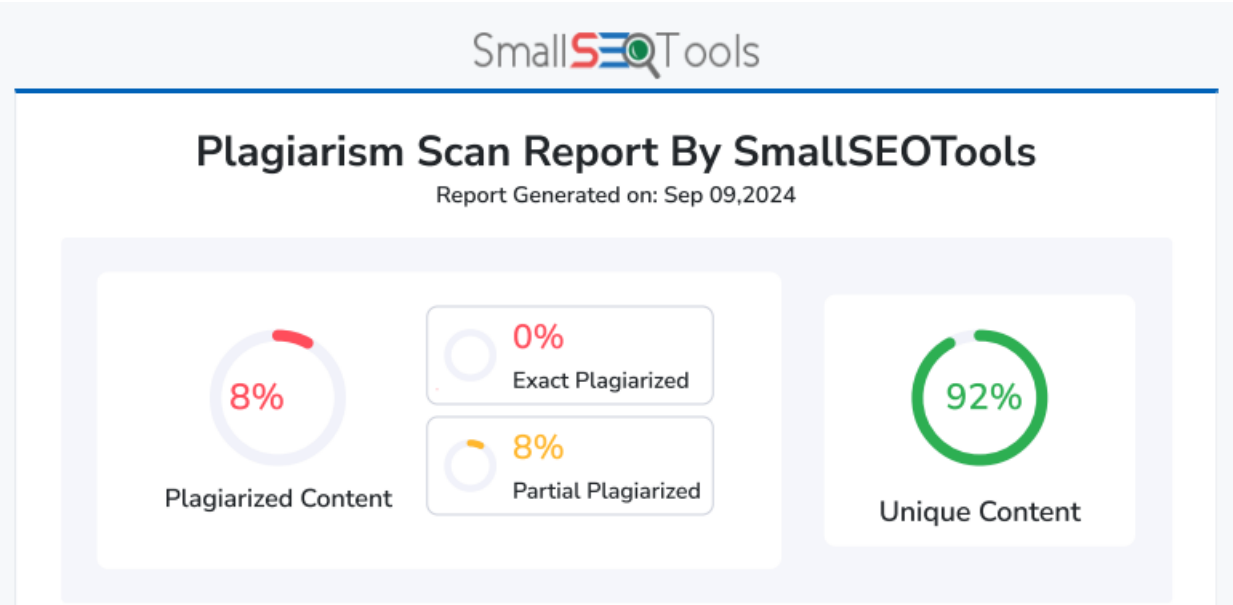 SmallSEOTools
Plagiarism Scan Report By SmallSEOTools
Report Generated on: Sep 09,2024
8%
Plagiarized Content
0%
Exact Plagiarized
8%
Partial Plagiarized
92%
Unique Content